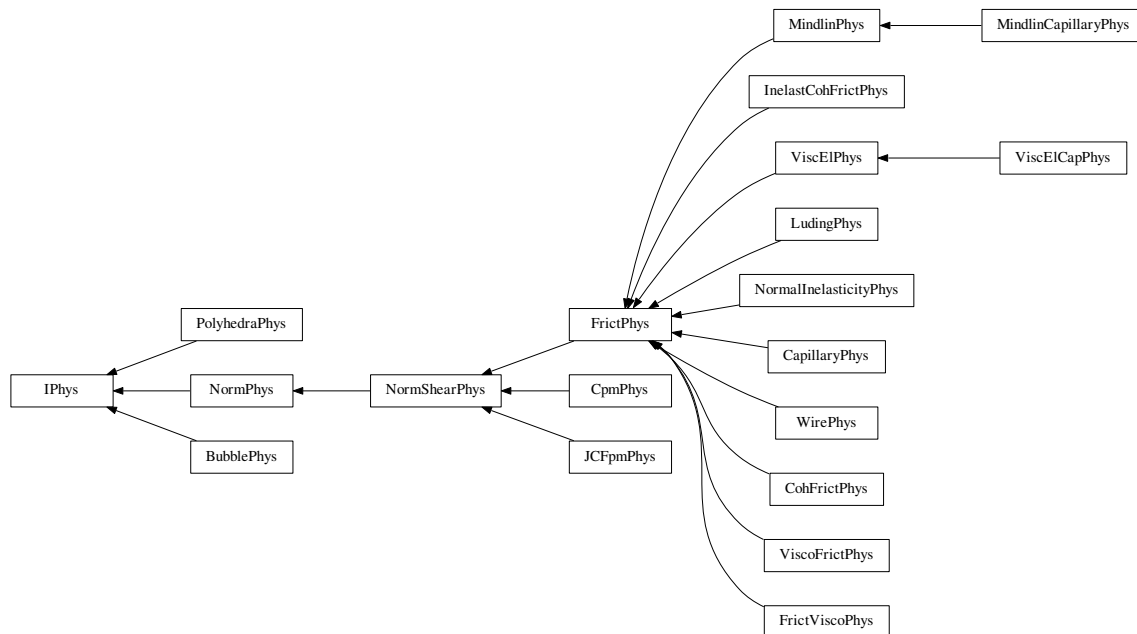 MindlinPhys
MindlinCapillaryPhys
InelastCohFrictPhys
ViscElPhys
ViscElCapPhys
LudingPhys
NormalInelasticityPhys
PolyhedraPhys
FrictPhys
CapillaryPhys
IPhys
NormPhys
NormShearPhys
CpmPhys
WirePhys
BubblePhys
JCFpmPhys
CohFrictPhys
ViscoFrictPhys
FrictViscoPhys